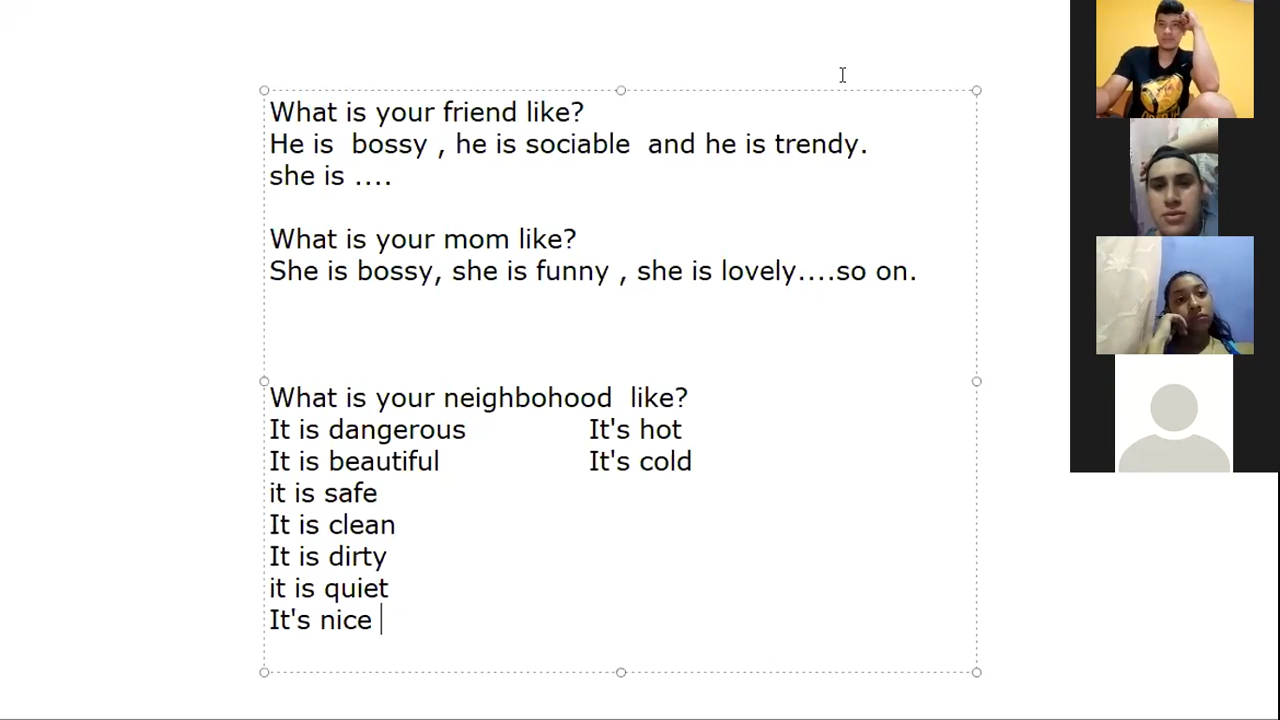 What is your friend like?
He is bossy , he is sociable and he is trendy.
she is ....
What is your mom like?
She is bossy, she is funny , she is lovely....so on.
What is your neighbohood like?
It is dangerous It's hot
It is beautiful It's cold
it is safe
It is clean
It is dirty
it is quiet
It's nice